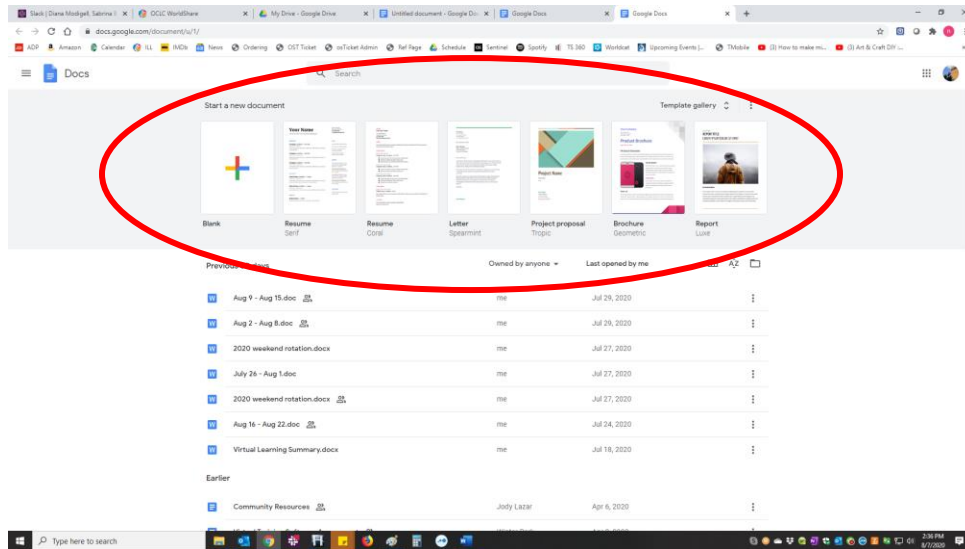 Slack | Diana Modigell, Sabrina I
OCLC WorldShare
My Drive - Google Drive
Untitled document - Google Do
Google Docs
Google Docs
docs.google.com/document/u/1/
ADP Amazon Calendar ILL IMDb News Ordering OST Ticket osTicket Admin Ref Page Schedule Sentinel Spotify TS 360 Worldcat Upcoming Events |... TMobile (2) How to make mi... (3) Art & Craft DIY :...
Docs
Search
Start a new document
Template gallery
Your Name
Project Name
Product Brochure
Blank
Resume
Serif
Resume
Coral
Letter
Spearmint
Project proposal
Tropic
Brochure
Geometric
Report
Luxe
Owned by anyone
Last opened by me
AZ
Aug 9 - Aug 15.doc me Jul 29, 2020
Aug 2 - Aug 8.doc me Jul 29, 2020
2020 weekend rotation.docx me Jul 27, 2020
July 26 - Aug 1.doc me Jul 27, 2020
2020 weekend rotation.docx me Jul 27, 2020
Aug 16 - Aug 22.doc me Jul 24, 2020
Virtual Learning Summary.docx me Jul 18, 2020
Earlier
Community Resources Jody Lazar Apr 6, 2020
Type here to search
2:36 PM
8/7/2020